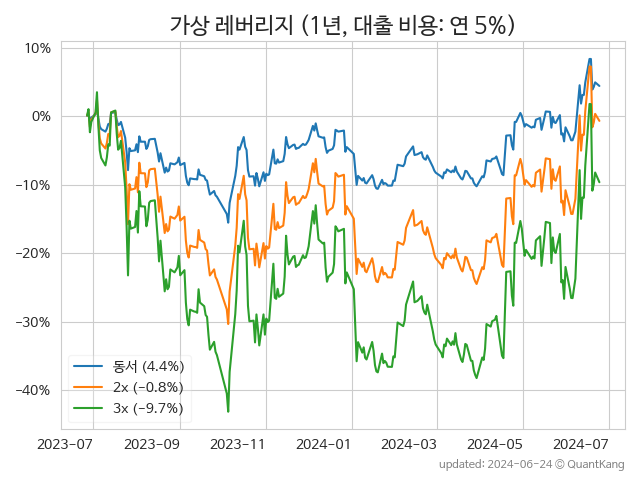 가상 레버리지 (1년, 대출 비용: 연 5%)
10%
0%
−10%
−20%
−30%
−40%
동서 (4.4%)
2x (−0.8%)
3x (−9.7%)
2023-07 2023-09 2023-11 2024-01 2024-03 2024-05 2024-07
updated: 2024-06-24 © QuantKang